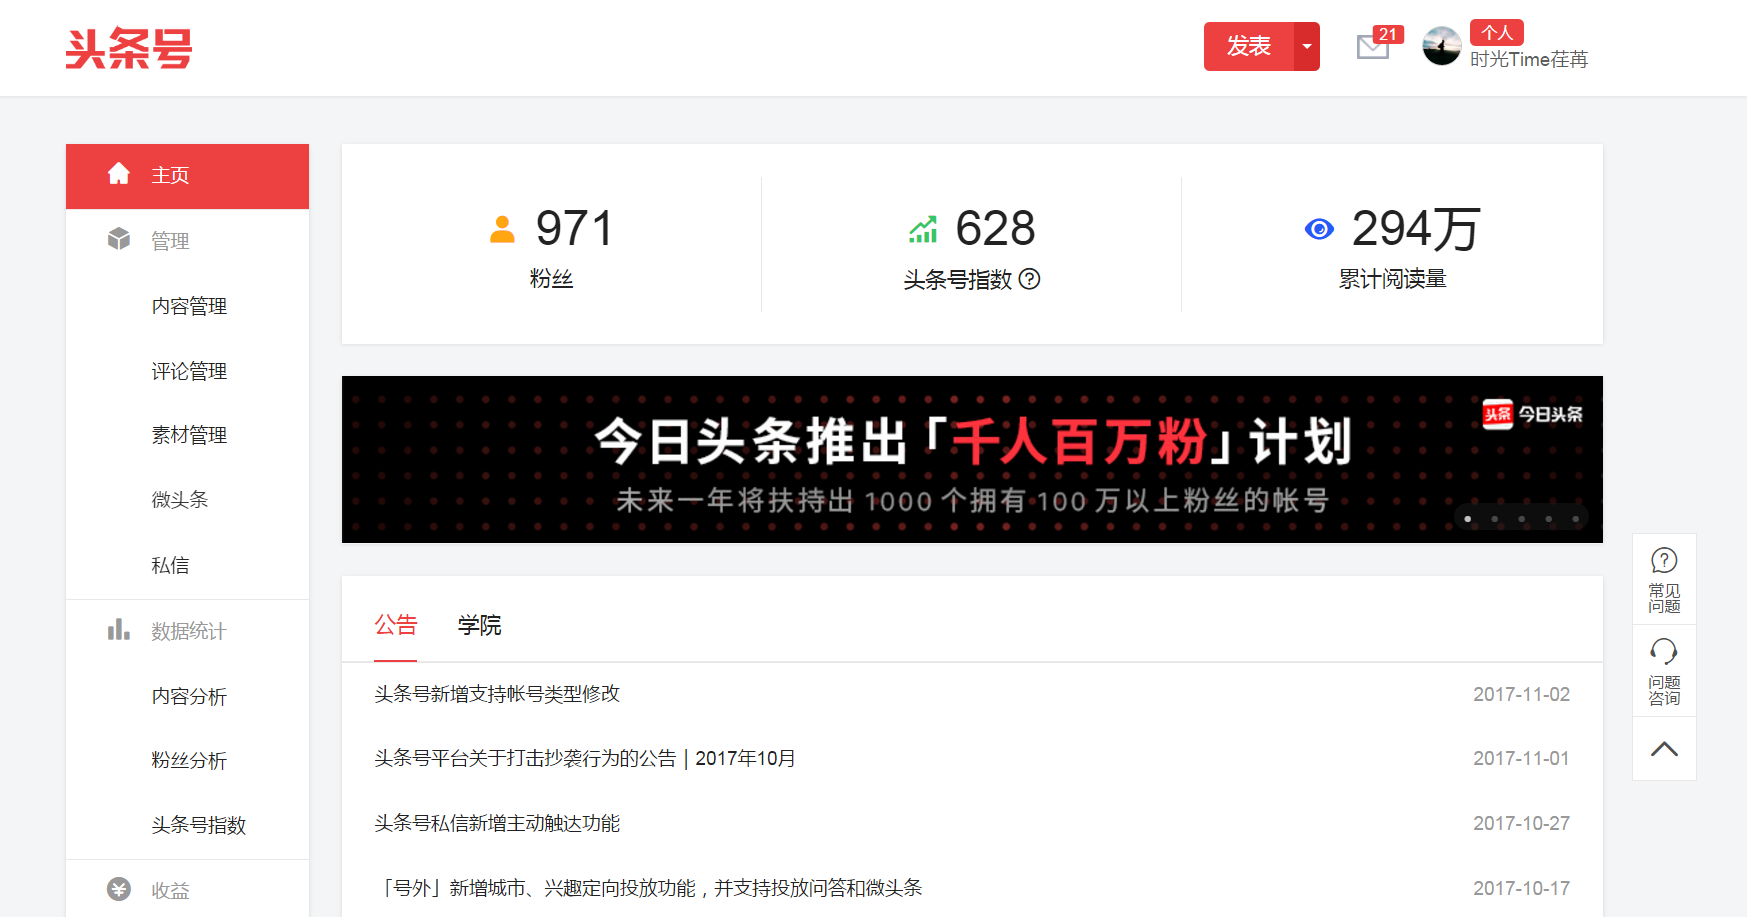 头条号
发表
21
个人
时光Time荏苒
主页
管理
内容管理
评论管理
素材管理
微头条
私信
数据统计
内容分析
粉丝分析
头条号指数
收益
971
粉丝
628
头条号指数 ?
294万
累计阅读量
今日头条推出「千人百万粉」计划
未来一年将扶持出 1000 个拥有 100 万以上粉丝的帐号
头条 今日头条
公告 学院
头条号新增支持帐号类型修改 2017-11-02
头条号平台关于打击抄袭行为的公告 | 2017年10月 2017-11-01
头条号私信新增主动触达功能 2017-10-27
「号外」新增城市、兴趣定向投放功能，并支持投放问答和微头条 2017-10-17
?
常见
问题
问题
咨询